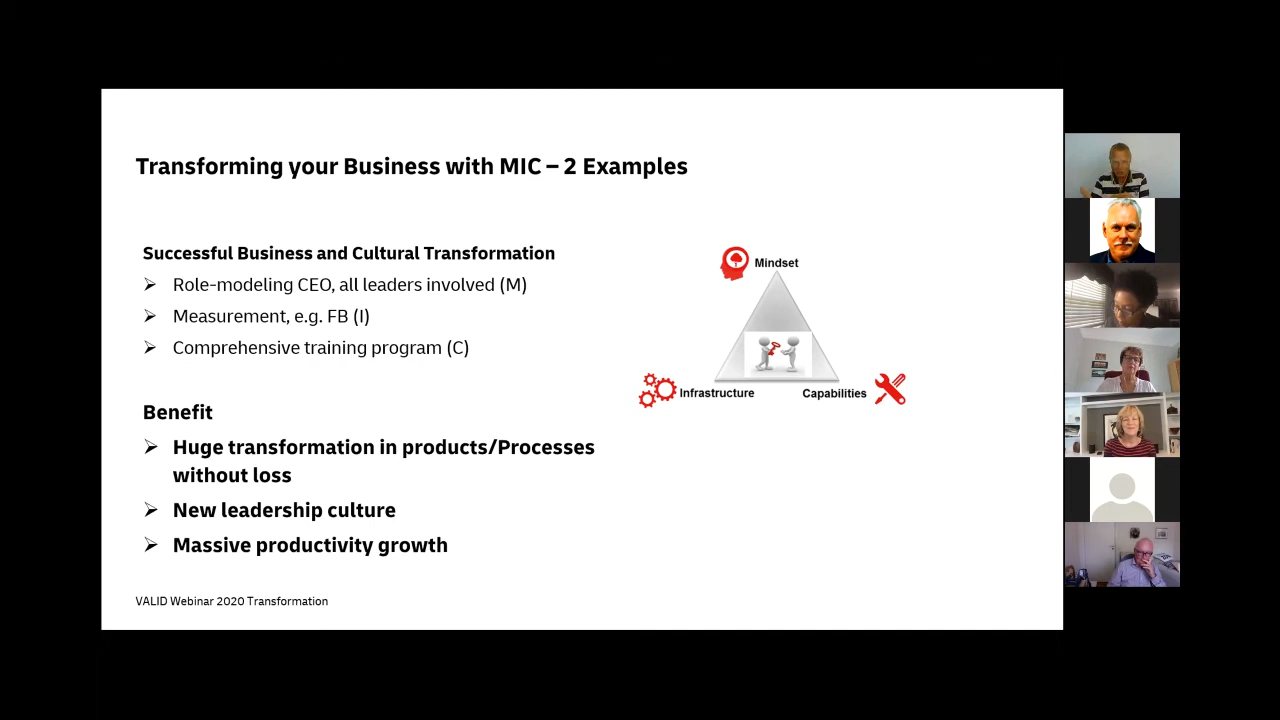 Transforming your Business with MIC – 2 Examples
Successful Business and Cultural Transformation
➢ Role-modeling CEO, all leaders involved (M)
➢ Measurement, e.g. FB (I)
➢ Comprehensive training program (C)
Benefit
➢ Huge transformation in products/Processes
without loss
➢ New leadership culture
➢ Massive productivity growth
Mindset
Infrastructure
Capabilities
VALID Webinar 2020 Transformation